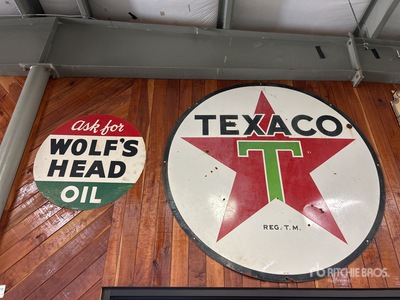 Ask for
WOLF'S
HEAD
OIL
TEXACO
T
REG. T.M.
RITCHIE BROS.